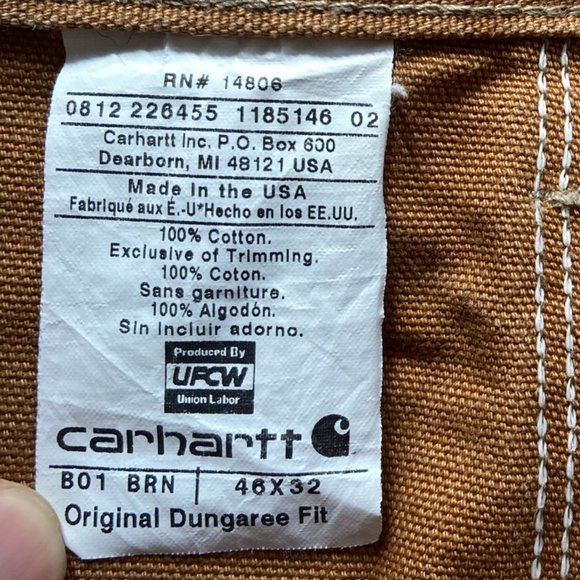 RN# 14806
0812 226455 1185146 02
Carhartt Inc. P.O. Box 600
Dearborn, MI 48121 USA
Made in the USA
Fabriqué aux É.-U*Hecho en los EE.UU.
100% Cotton.
Exclusive of Trimming.
100% Coton.
Sans garniture.
100% Algodón.
Sin incluir adorno.
Produced By
UFCW
Union Labor
carhartt
B01 BRN | 46X32
Original Dungaree Fit